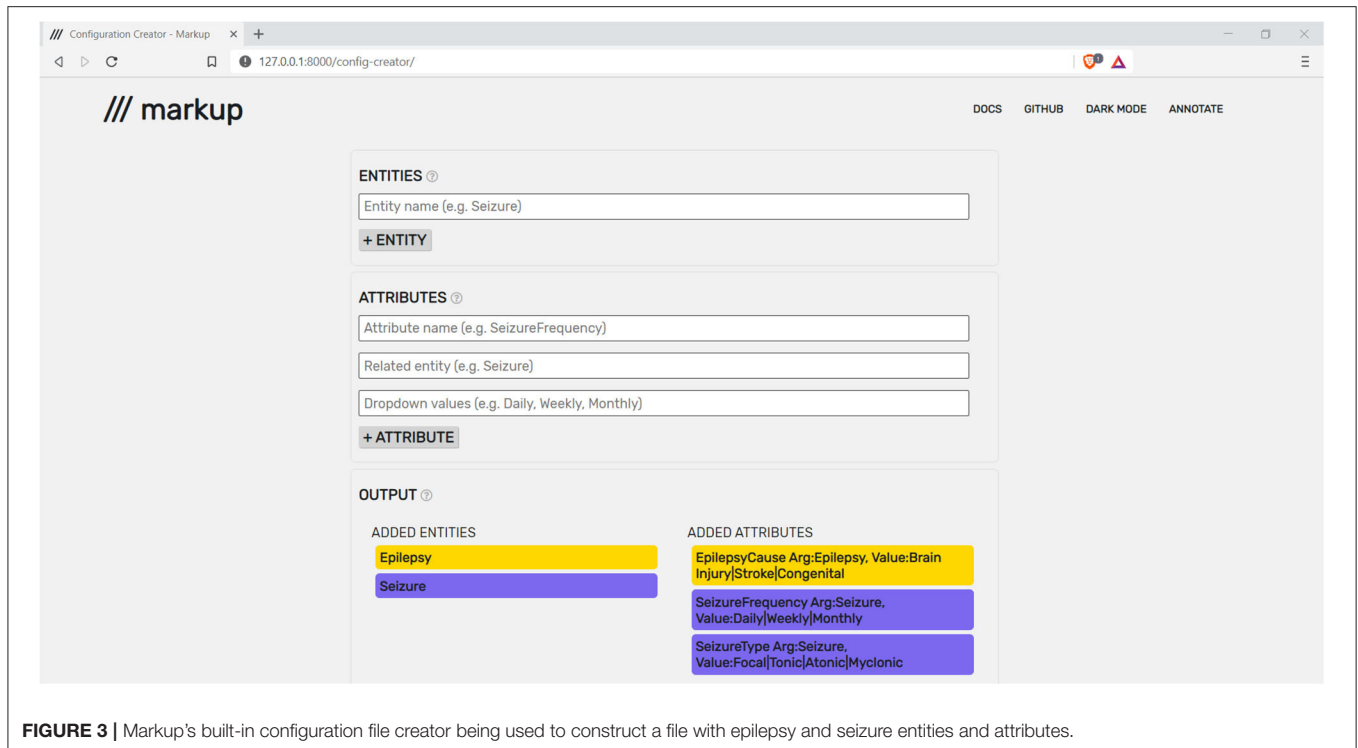 /// Configuration Creator - Markup
127.0.0.1:8000/config-creator/
1
/// markup
DOCS GITHUB DARK MODE ANNOTATE
ENTITIES ?
Entity name (e.g. Seizure)
+ ENTITY
ATTRIBUTES ?
Attribute name (e.g. SeizureFrequency)
Related entity (e.g. Seizure)
Dropdown values (e.g. Daily, Weekly, Monthly)
+ ATTRIBUTE
OUTPUT ?
ADDED ENTITIES
Epilepsy
Seizure
ADDED ATTRIBUTES
EpilepsyCause Arg:Epilepsy, Value:Brain
Injury|Stroke|Congenital
SeizureFrequency Arg:Seizure,
Value:Daily|Weekly|Monthly
SeizureType Arg:Seizure,
Value:Focal|Tonic|Atonic|Myclonic
FIGURE 3 | Markup's built-in configuration file creator being used to construct a file with epilepsy and seizure entities and attributes.